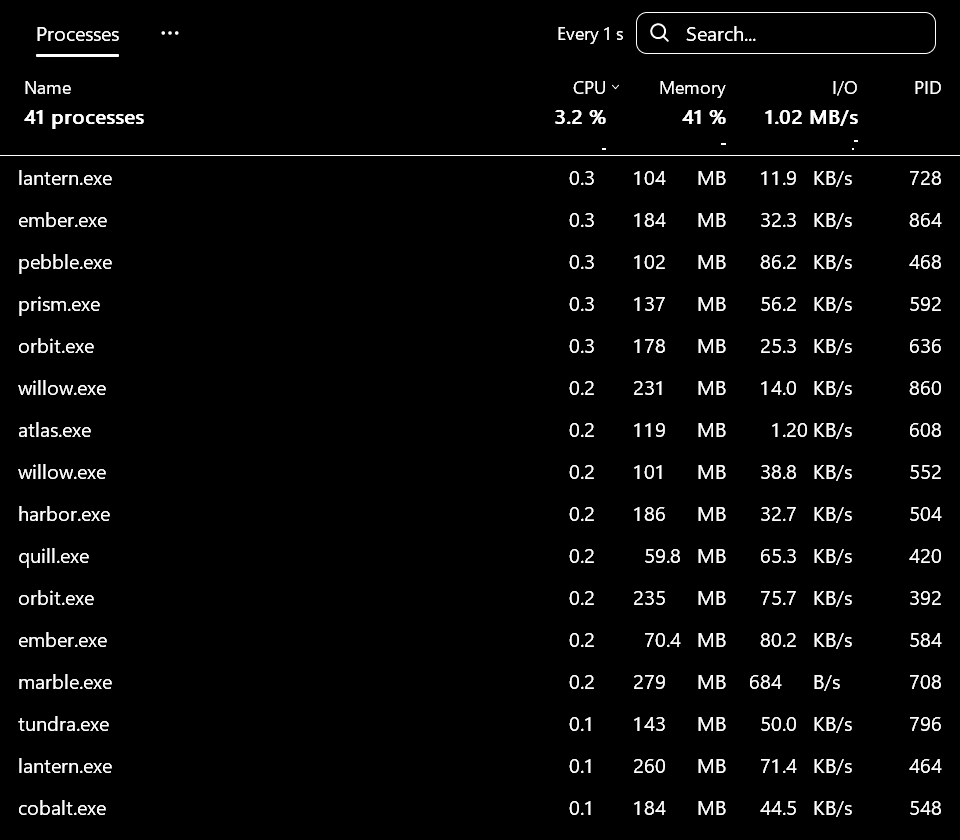 Processes ... Every 1 s Search...
Name CPU Memory I/O PID
41 processes 3.2 % 41 % 1.02 MB/s
lantern.exe 0.3 104 MB 11.9 KB/s 728
ember.exe 0.3 184 MB 32.3 KB/s 864
pebble.exe 0.3 102 MB 86.2 KB/s 468
prism.exe 0.3 137 MB 56.2 KB/s 592
orbit.exe 0.3 178 MB 25.3 KB/s 636
willow.exe 0.2 231 MB 14.0 KB/s 860
atlas.exe 0.2 119 MB 1.20 KB/s 608
willow.exe 0.2 101 MB 38.8 KB/s 552
harbor.exe 0.2 186 MB 32.7 KB/s 504
quill.exe 0.2 59.8 MB 65.3 KB/s 420
orbit.exe 0.2 235 MB 75.7 KB/s 392
ember.exe 0.2 70.4 MB 80.2 KB/s 584
marble.exe 0.2 279 MB 684 B/s 708
tundra.exe 0.1 143 MB 50.0 KB/s 796
lantern.exe 0.1 260 MB 71.4 KB/s 464
cobalt.exe 0.1 184 MB 44.5 KB/s 548